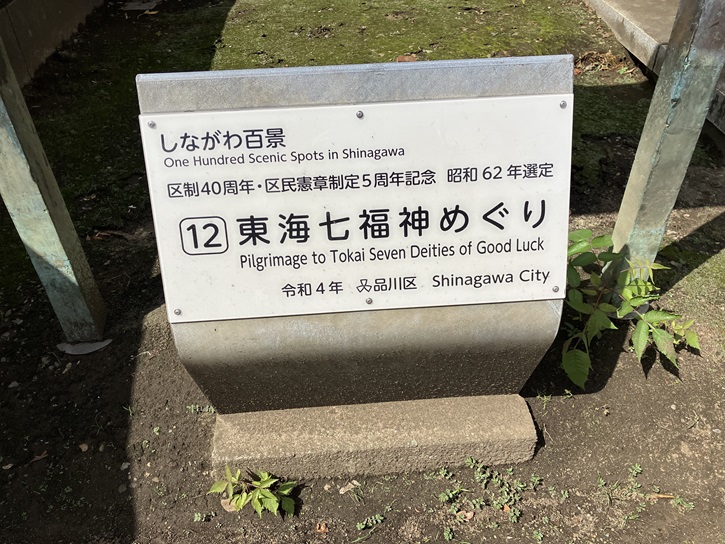 しながわ百景
One Hundred Scenic Spots in Shinagawa
区制40周年・区民憲章制定5周年記念 昭和62年選定
12 東海七福神めぐり
Pilgrimage to Tokai Seven Deities of Good Luck
令和4年 品川区 Shinagawa City